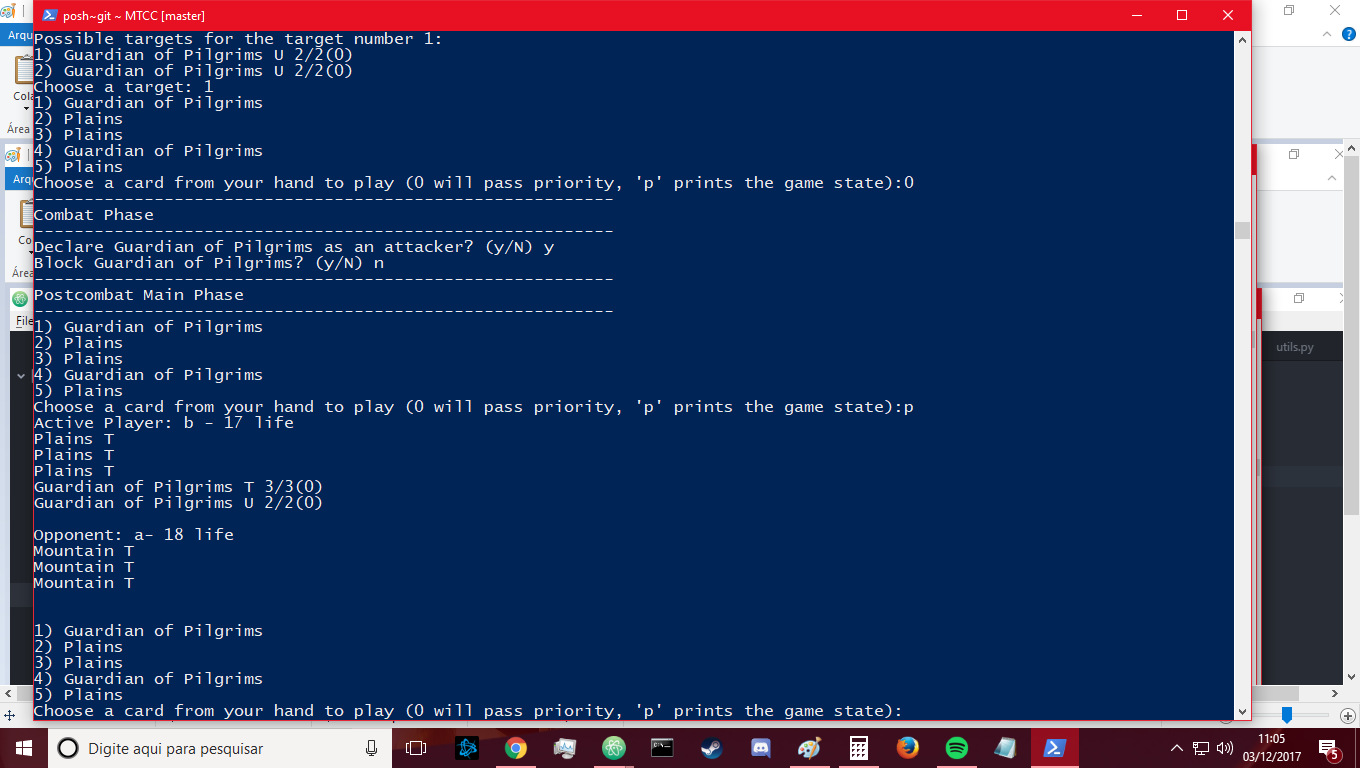 posh~git ~ MTCC [master]
Arqu
Possible targets for the target number 1:
1) Guardian of Pilgrims U 2/2(0)
2) Guardian of Pilgrims U 2/2(0)
Choose a target: 1
1) Guardian of Pilgrims
2) Plains
3) Plains
4) Guardian of Pilgrims
5) Plains
Choose a card from your hand to play (0 will pass priority, 'p' prints the game state):0
----------------------------------------------------------
Combat Phase
----------------------------------------------------------
Declare Guardian of Pilgrims as an attacker? (y/N) y
Block Guardian of Pilgrims? (y/N) n
----------------------------------------------------------
Postcombat Main Phase
----------------------------------------------------------
1) Guardian of Pilgrims
2) Plains
3) Plains
4) Guardian of Pilgrims
5) Plains
Choose a card from your hand to play (0 will pass priority, 'p' prints the game state):p
Active Player: b - 17 life
Plains T
Plains T
Plains T
Guardian of Pilgrims T 3/3(0)
Guardian of Pilgrims U 2/2(0)
Opponent: a- 18 life
Mountain T
Mountain T
Mountain T
1) Guardian of Pilgrims
2) Plains
3) Plains
4) Guardian of Pilgrims
5) Plains
Choose a card from your hand to play (0 will pass priority, 'p' prints the game state):
Cola
Área
Arq
Co
Área
File
utils.py
Digite aqui para pesquisar
11:05
03/12/2017
5